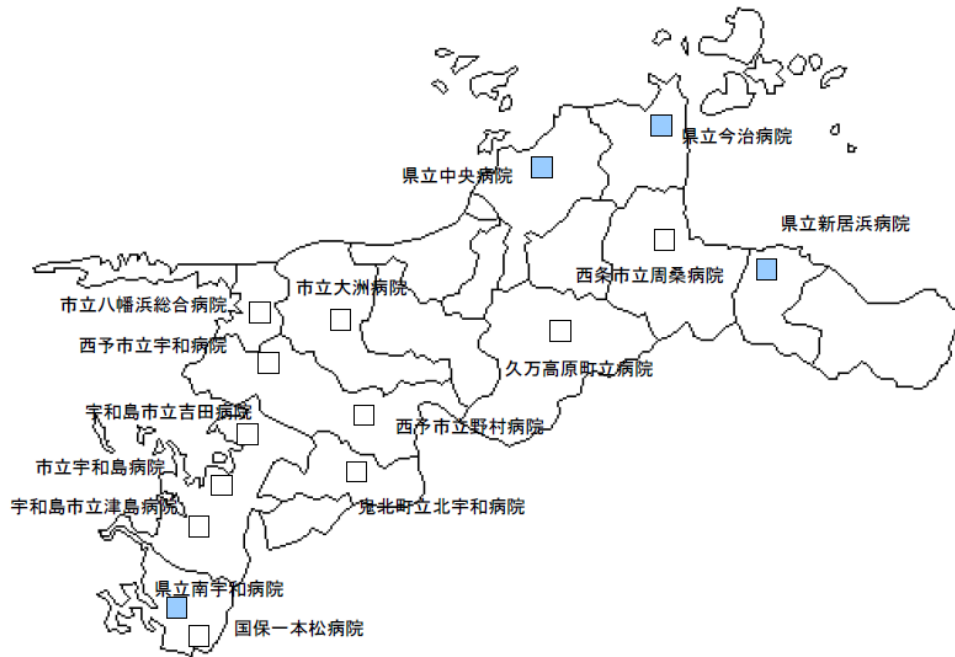 県立今治病院
県立中央病院
県立新居浜病院
西条市立周桑病院
市立大洲病院
市立八幡浜総合病院
西予市立宇和病院
久万高原町立病院
宇和島市立吉田病院
西予市立野村病院
市立宇和島病院
宇和島市立津島病院
鬼北町立北宇和病院
県立南宇和病院
国保一本松病院